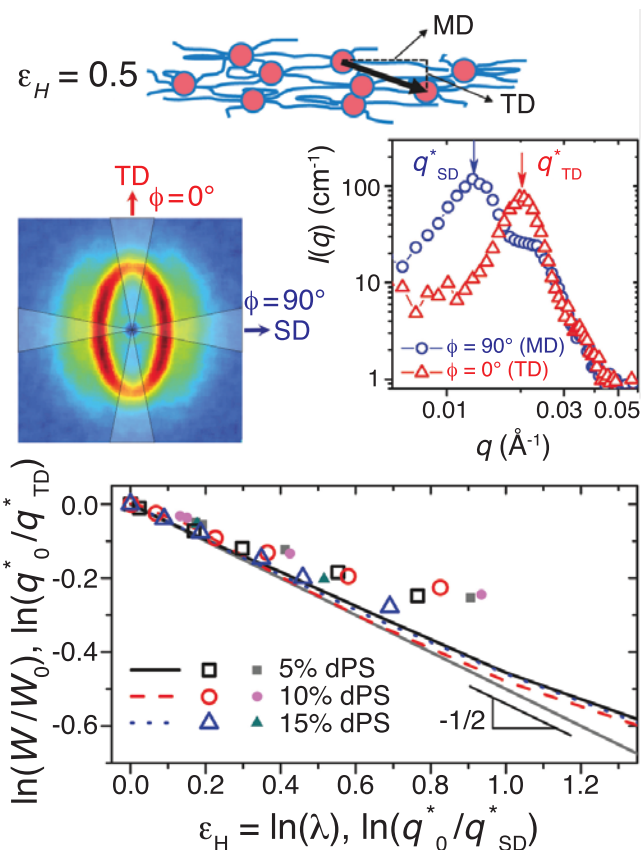 MD
ε_H = 0.5
TD
TD
ϕ=0°
ϕ=90°
SD
q*_SD
q*_TD
I(q) (cm⁻¹)
100
10
1
ϕ = 90° (MD)
ϕ = 0° (TD)
0.01
0.03
0.05
q (Å⁻¹)
ln(W/W₀), ln(q*₀/q*_TD)
0.0
-0.2
-0.4
-0.6
5% dPS
10% dPS
15% dPS
-1/2
0.0 0.2 0.4 0.6 0.8 1.0 1.2
ε_H = ln(λ), ln(q*₀/q*_SD)